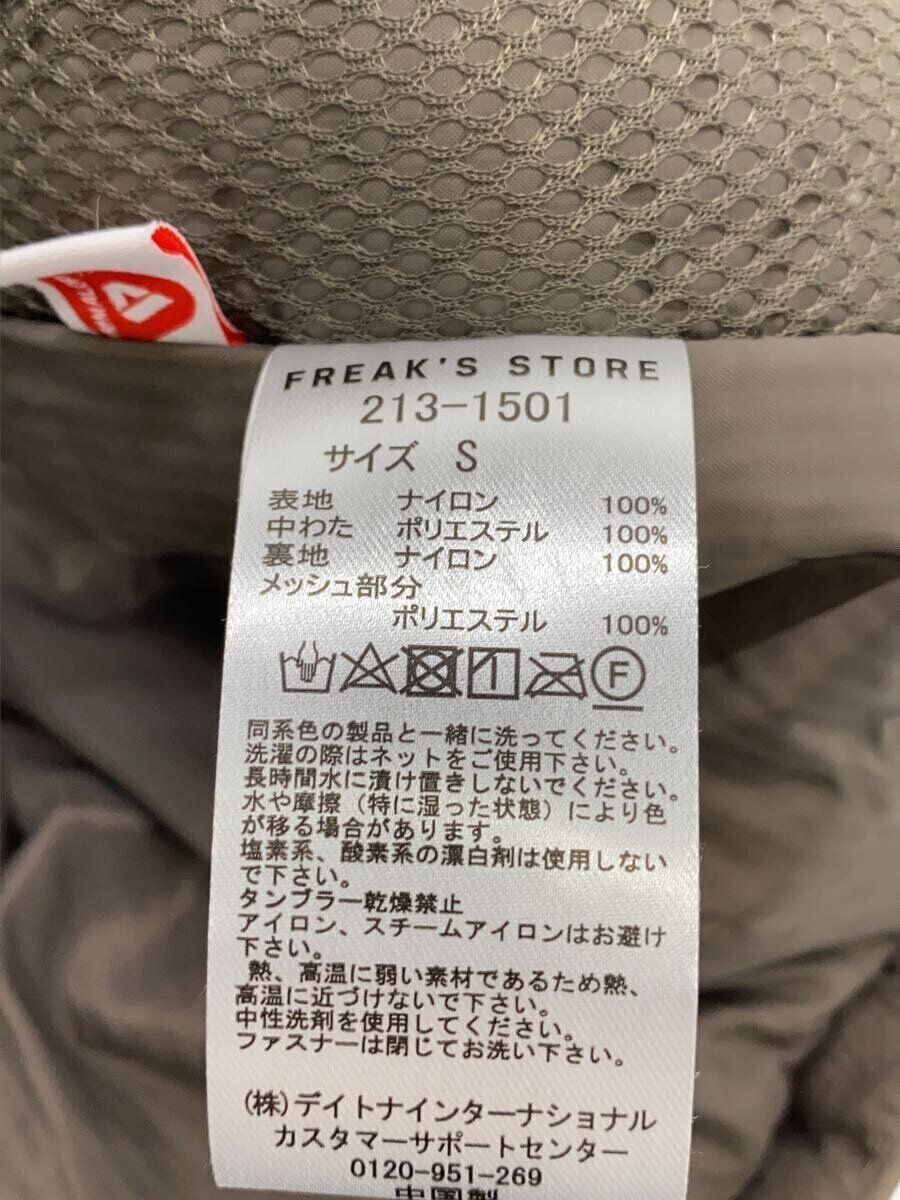 FREAK'S STORE
213-1501
サイズ S
表地 ナイロン 100%
中わた ポリエステル 100%
裏地 ナイロン 100%
メッシュ部分
ポリエステル 100%
F
同系色の製品と一緒に洗ってください。
洗濯の際はネットをご使用下さい。
長時間水に漬け置きしないでください。
水や摩擦(特に湿った状態)により色
が移る場合があります。
塩素系、酸素系の漂白剤は使用しない
で下さい。
タンブラー乾燥禁止
アイロン、スチームアイロンはお避け
下さい。
熱、高温に弱い素材であるため熱、
高温に近づけないで下さい。
中性洗剤を使用してください。
ファスナーは閉じてお洗い下さい。
(株)デイトナインターナショナル
カスタマーサポートセンター
0120-951-269
中国製